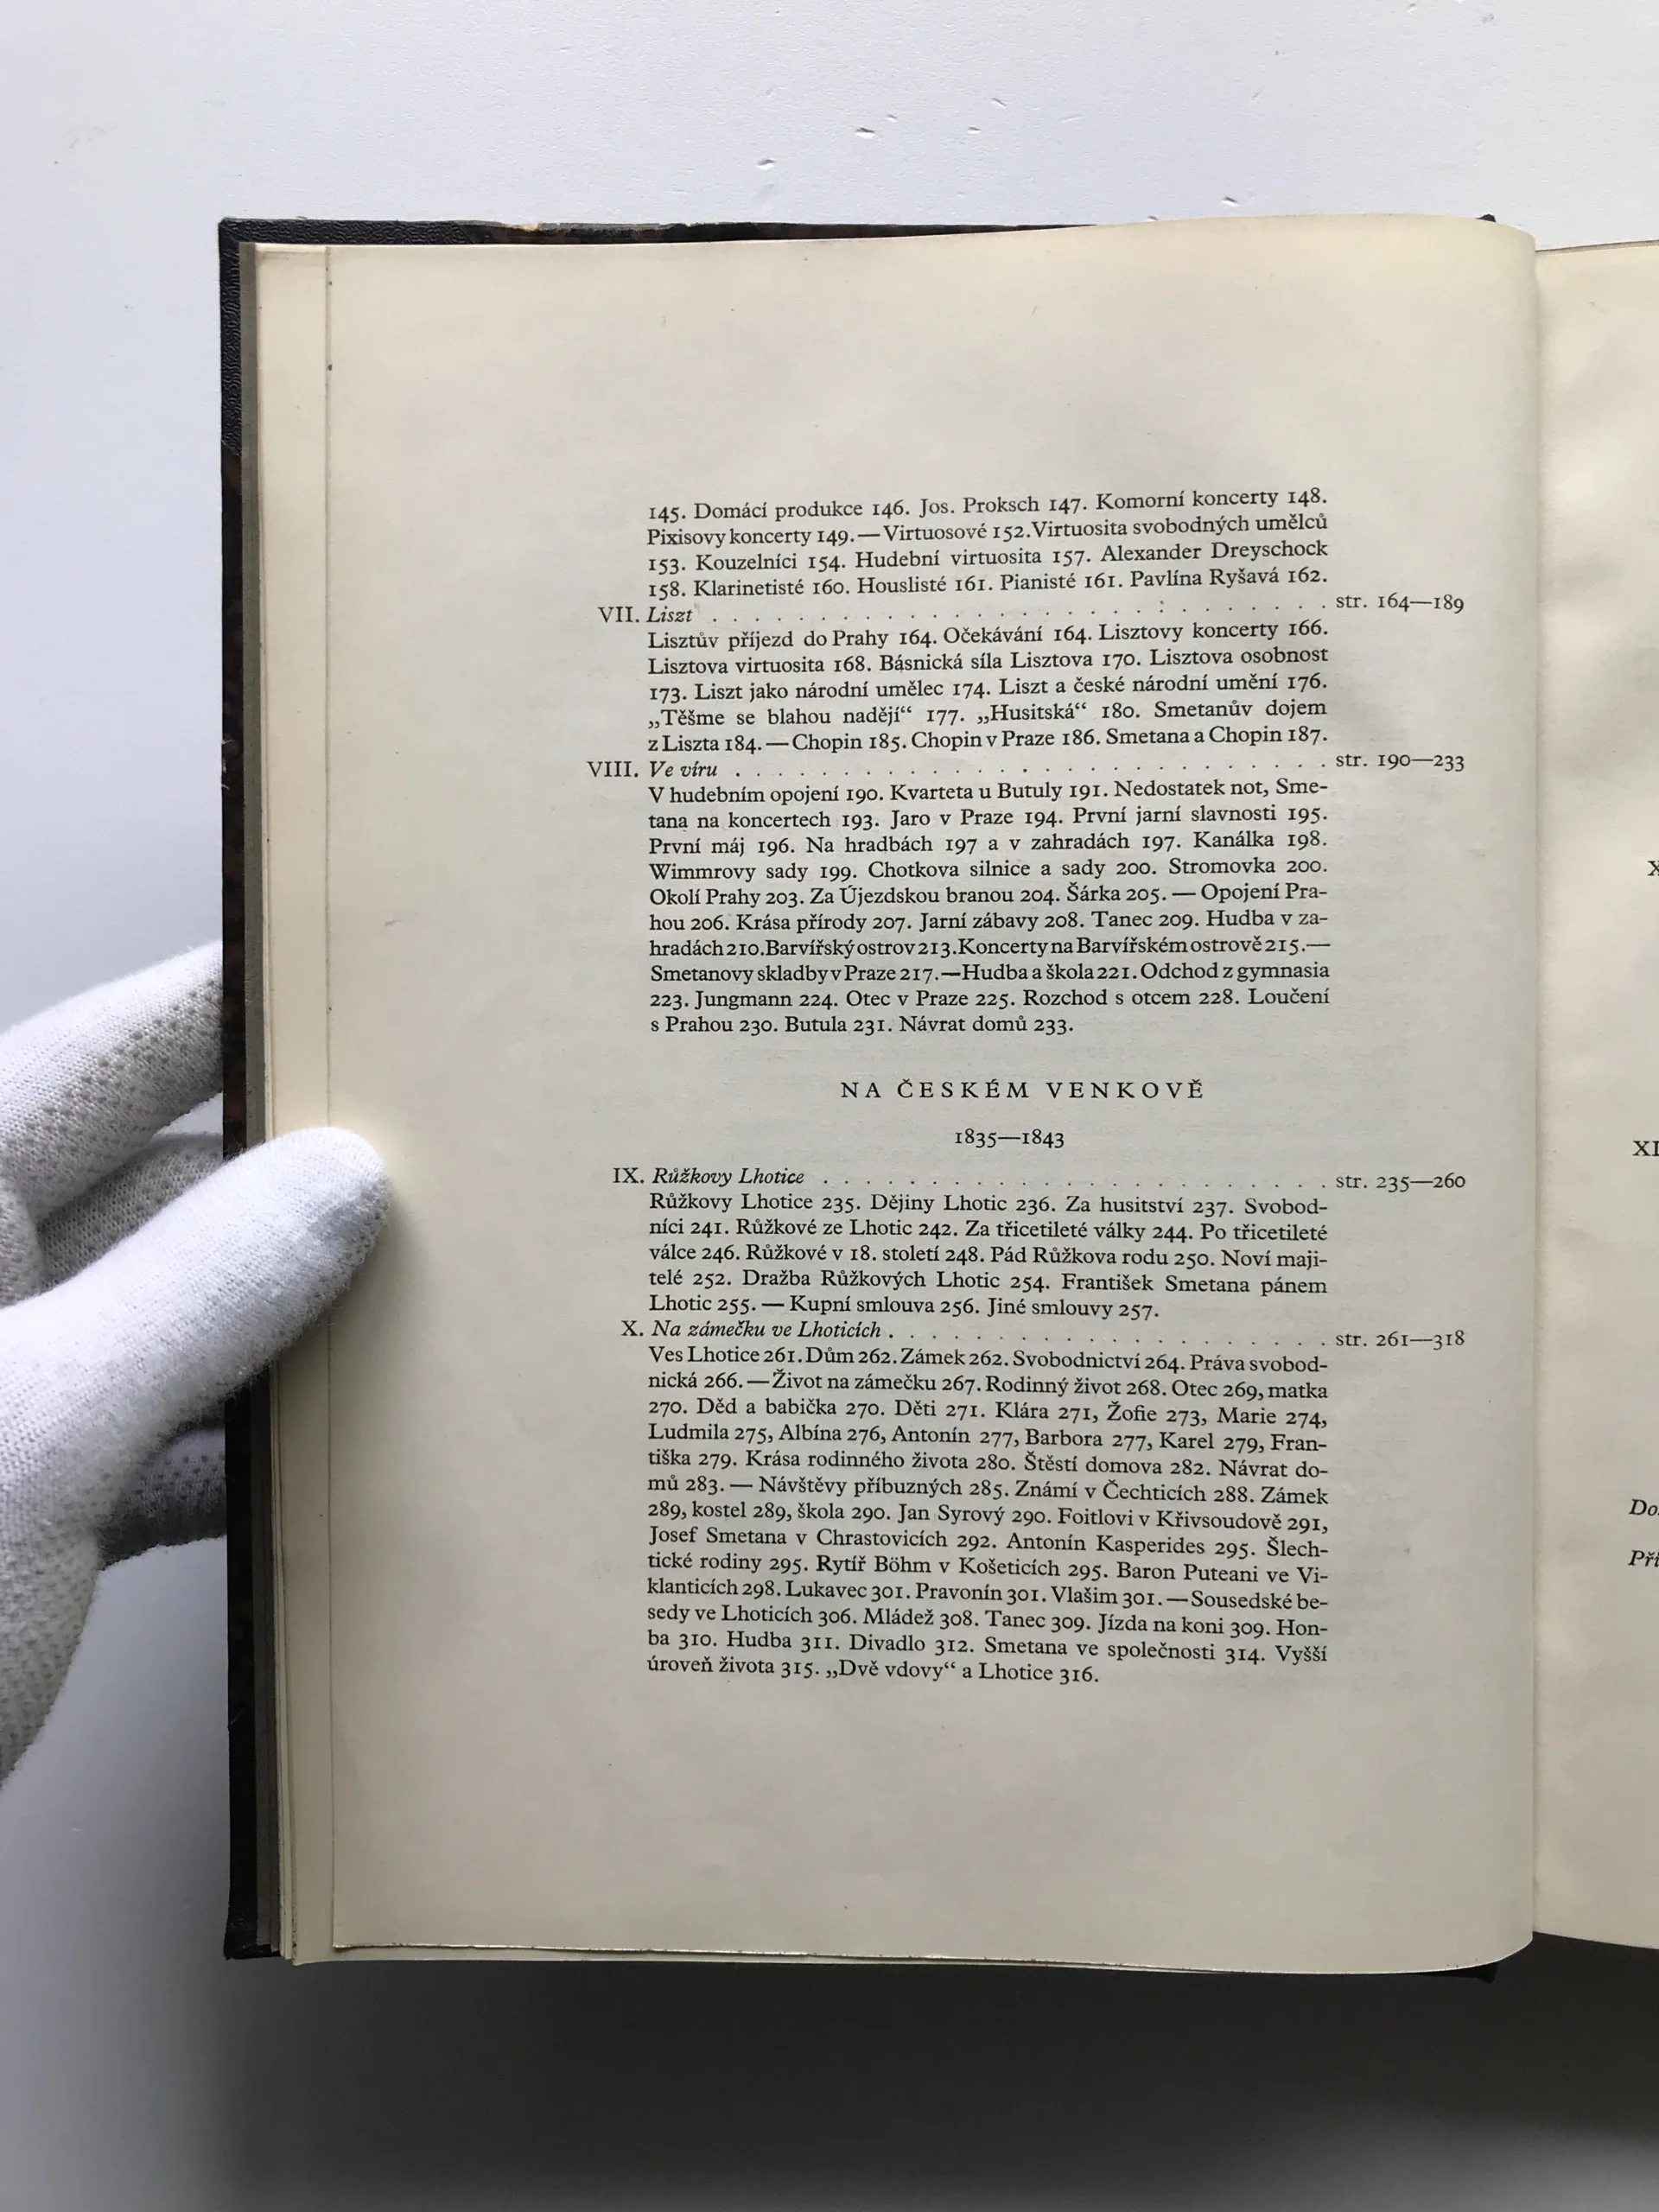 145. Domácí produkce 146. Jos. Proksch 147. Komorní koncerty 148.
Pixisovy koncerty 149. — Virtuosové 152. Virtuosita svobodných umělců
153. Kouzelníci 154. Hudební virtuosita 157. Alexander Dreyschock
158. Klarinetisté 160. Houslisté 161. Pianisté 161. Pavlína Ryšavá 162.
VII. Liszt . . . . . . . . . . . . . . . . . . . . . . str. 164—189
Lisztův příjezd do Prahy 164. Očekávání 164. Lisztovy koncerty 166.
Lisztova virtuosita 168. Básnická síla Lisztova 170. Lisztova osobnost
173. Liszt jako národní umělec 174. Liszt a české národní umění 176.
„Těšme se blahou nadějí“ 177. „Husitská“ 180. Smetanův dojem
z Liszta 184. — Chopin 185. Chopin v Praze 186. Smetana a Chopin 187.
VIII. Ve víru . . . . . . . . . . . . . . . . . . . . . str. 190—233
V hudebním opojení 190. Kvarteta u Butuly 191. Nedostatek not, Sme-
tana na koncertech 193. Jaro v Praze 194. První jarní slavnosti 195.
První máj 196. Na hradbách 197 a v zahradách 197. Kanálka 198.
Wimmrovy sady 199. Chotkova silnice a sady 200. Stromovka 200.
Okolí Prahy 203. Za Újezdskou branou 204. Šárka 205. — Opojení Pra-
hou 206. Krása přírody 207. Jarní zábavy 208. Tanec 209. Hudba v za-
hradách 210. Barvířský ostrov 213. Koncerty na Barvířském ostrově 215. —
Smetanovy skladby v Praze 217. — Hudba a škola 221. Odchod z gymnasia
223. Jungmann 224. Otec v Praze 225. Rozchod s otcem 228. Loučení
s Prahou 230. Butula 231. Návrat domů 233.
NA ČESKÉM VENKOVĚ
1835—1843
IX. Růžkovy Lhotice . . . . . . . . . . . . . . . . . . str. 235—260
Růžkovy Lhotice 235. Dějiny Lhotic 236. Za husitství 237. Svobod-
níci 241. Růžkové ze Lhotic 242. Za třicetileté války 244. Po třicetileté
válce 246. Růžkové v 18. století 248. Pád Růžkova rodu 250. Noví maji-
telé 252. Dražba Růžkových Lhotic 254. František Smetana pánem
Lhotic 255. — Kupní smlouva 256. Jiné smlouvy 257.
X. Na zámečku ve Lhoticích . . . . . . . . . . . . . . . . str. 261—318
Ves Lhotice 261. Dům 262. Zámek 262. Svobodnictví 264. Práva svobod-
nická 266. — Život na zámečku 267. Rodinný život 268. Otec 269, matka
270. Děd a babička 270. Děti 271. Klára 271, Žofie 273, Marie 274,
Ludmila 275, Albína 276, Antonín 277, Barbora 277, Karel 279, Fran-
tiška 279. Krása rodinného života 280. Štěstí domova 282. Návrat do-
mů 283. — Návštěvy příbuzných 285. Známí v Čechticích 288. Zámek
289, kostel 289, škola 290. Jan Syrový 290. Foitlovi v Křivsoudově 291,
Josef Smetana v Chrastovicích 292. Antonín Kasperides 295. Šlech-
tické rodiny 295. Rytíř Böhm v Košeticích 295. Baron Puteani ve Vi-
klanticích 298. Lukavec 301. Pravonín 301. Vlašim 301. — Sousedské be-
sedy ve Lhoticích 306. Mládež 308. Tanec 309. Jízda na koni 309. Hon-
ba 310. Hudba 311. Divadlo 312. Smetana ve společnosti 314. Vyšší
úroveň života 315. „Dvě vdovy“ a Lhotice 316.